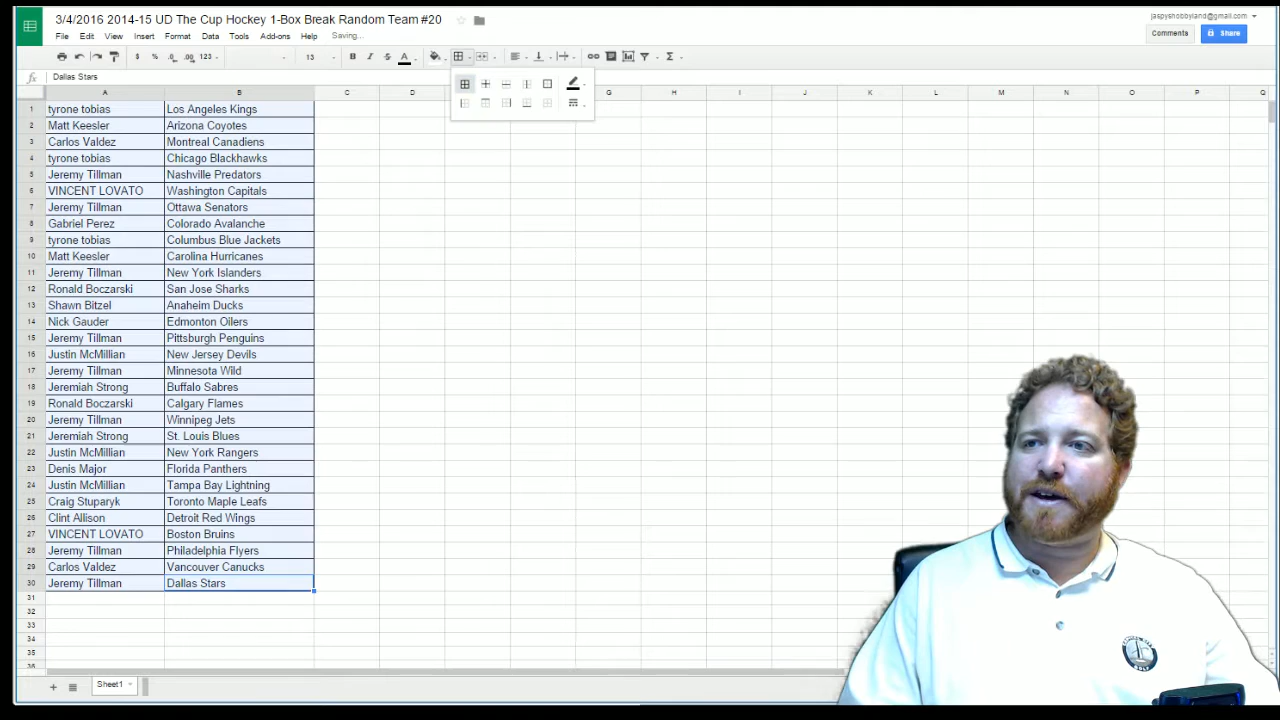 3/4/2016 2014-15 UD The Cup Hockey 1-Box Break Random Team #20
jaspyshobbyland@gmail.com
File Edit View Insert Format Data Tools Add-ons Help Saving...
Comments
Share
$ % .0 .00 123 13 B I S A Σ
fx Dallas Stars
A B C D G H I J K L M N O P Q
1 tyrone tobias Los Angeles Kings
2 Matt Keesler Arizona Coyotes
3 Carlos Valdez Montreal Canadiens
4 tyrone tobias Chicago Blackhawks
5 Jeremy Tillman Nashville Predators
6 VINCENT LOVATO Washington Capitals
7 Jeremy Tillman Ottawa Senators
8 Gabriel Perez Colorado Avalanche
9 tyrone tobias Columbus Blue Jackets
10 Matt Keesler Carolina Hurricanes
11 Jeremy Tillman New York Islanders
12 Ronald Boczarski San Jose Sharks
13 Shawn Bitzel Anaheim Ducks
14 Nick Gauder Edmonton Oilers
15 Jeremy Tillman Pittsburgh Penguins
16 Justin McMillian New Jersey Devils
17 Jeremy Tillman Minnesota Wild
18 Jeremiah Strong Buffalo Sabres
19 Ronald Boczarski Calgary Flames
20 Jeremy Tillman Winnipeg Jets
21 Jeremiah Strong St. Louis Blues
22 Justin McMillian New York Rangers
23 Denis Major Florida Panthers
24 Justin McMillian Tampa Bay Lightning
25 Craig Stuparyk Toronto Maple Leafs
26 Clint Allison Detroit Red Wings
27 VINCENT LOVATO Boston Bruins
28 Jeremy Tillman Philadelphia Flyers
29 Carlos Valdez Vancouver Canucks
30 Jeremy Tillman Dallas Stars
31
32
33
34
35
36
Sheet1